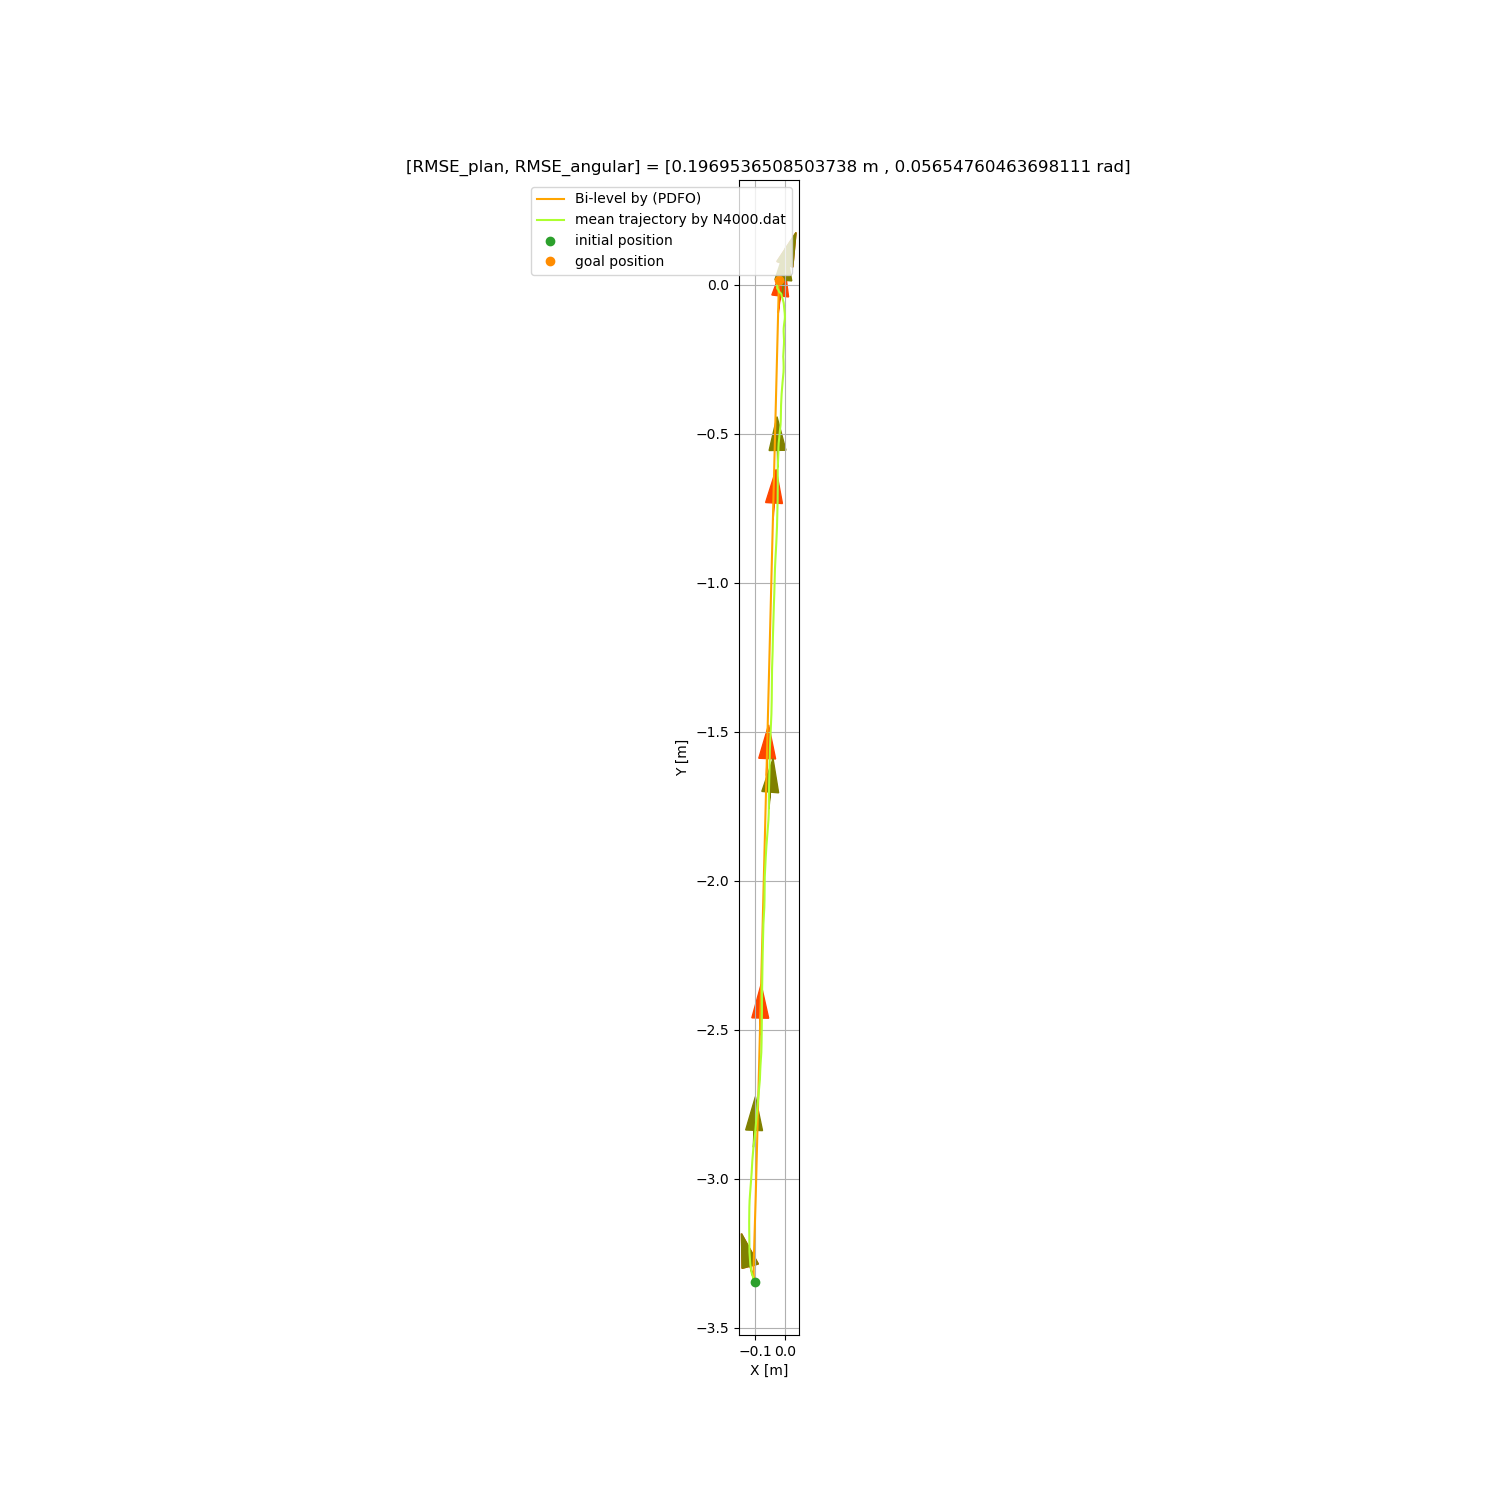 [RMSE_plan, RMSE_angular] = [0.1969536508503738 m , 0.05654760463698111 rad]
Bi-level by (PDFO)
mean trajectory by N4000.dat
initial position
goal position
0.0
−0.5
−1.0
−1.5
Y [m]
−2.0
−2.5
−3.0
−3.5
−0.1 0.0
X [m]